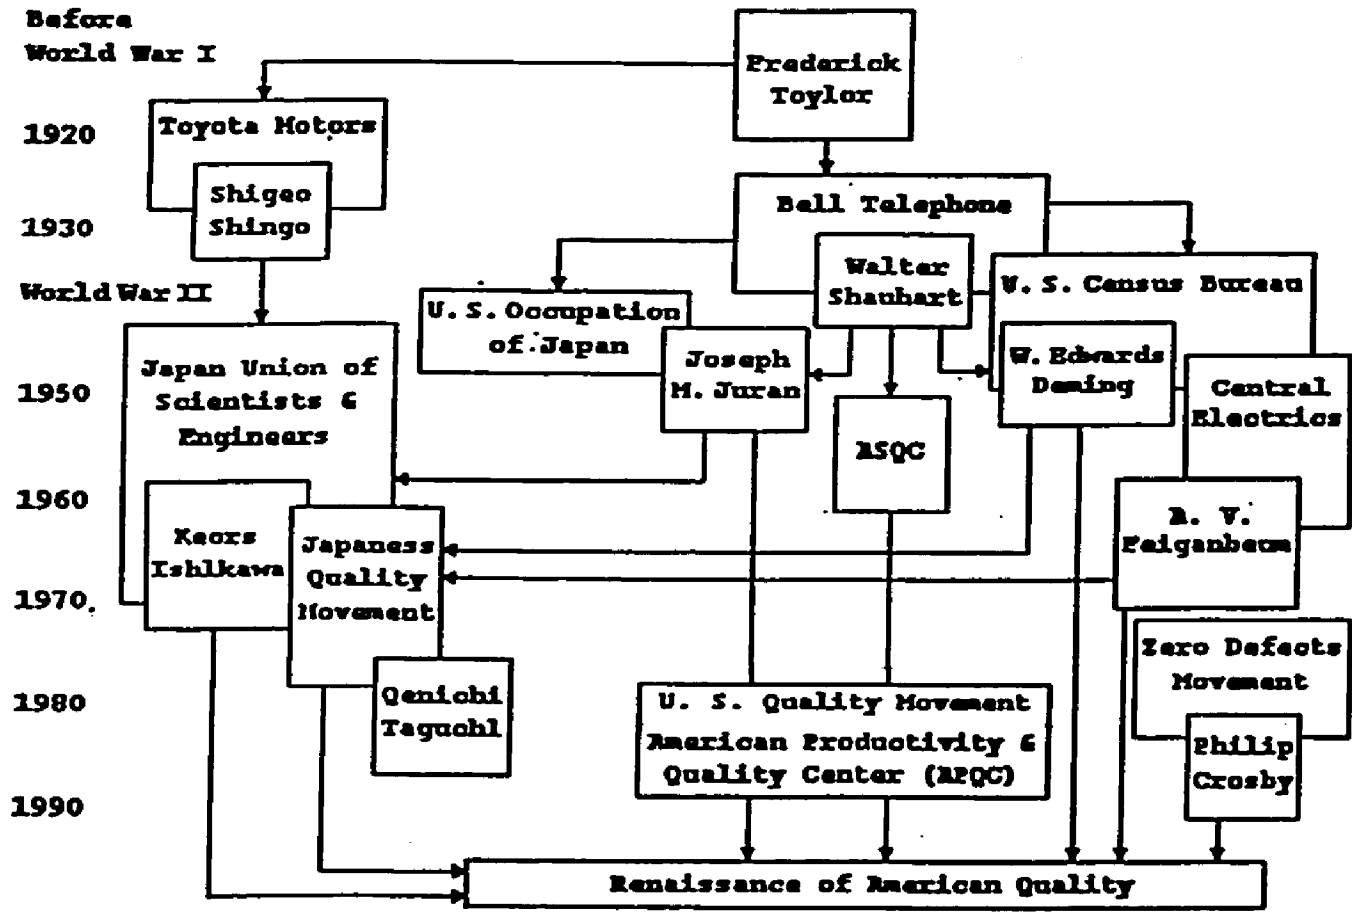 Before
World War I
Frederick
Toylor
1920
Toyota Motors
Shigeo
Shingo
1930
Bell Telephone
Walter
Shauhart
U. S. Census Bureau
World War II
U. S. Occupation
of Japan
Joseph
M. Juran
W. Edwards
Deming
Japan Union of
Scientists &
Engineers
1950
ASQC
Central
Electrics
1960
Keors
Ishlkawa
Japaness
Quality
Movement
A. V.
Feiganbeum
1970.
Zero Defects
Movement
1980
Qenichi
Taguchl
U. S. Quality Movement
American Productivity &
Quality Center (APQC)
Philip
Crosby
1990
Renaissance of American Quality